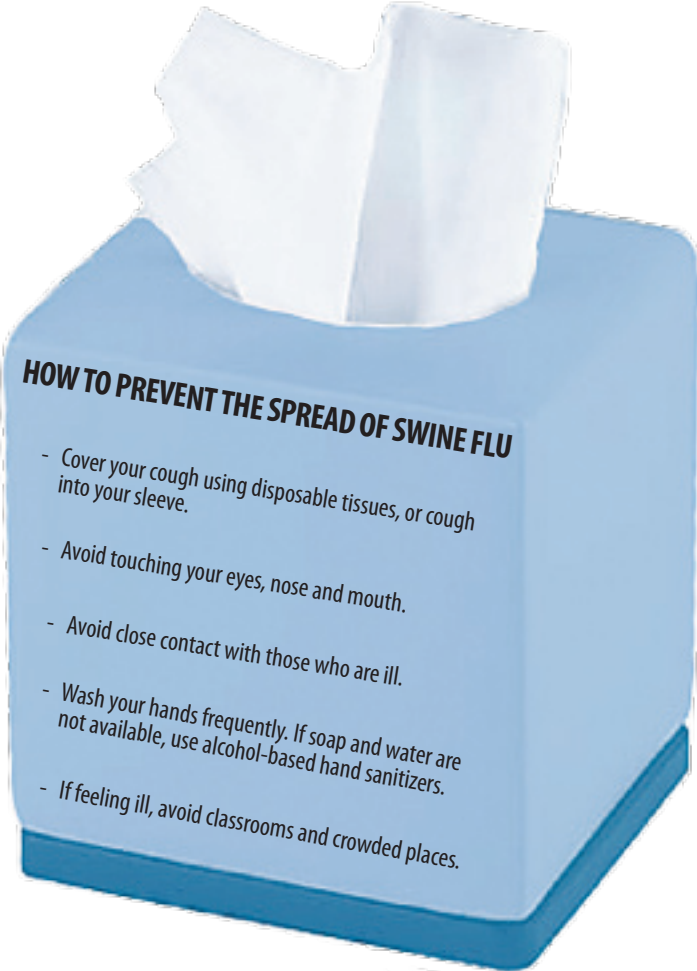 HOW TO PREVENT THE SPREAD OF SWINE FLU
- Cover your cough using disposable tissues, or cough
into your sleeve.
- Avoid touching your eyes, nose and mouth.
- Avoid close contact with those who are ill.
- Wash your hands frequently. If soap and water are
not available, use alcohol-based hand sanitizers.
- If feeling ill, avoid classrooms and crowded places.